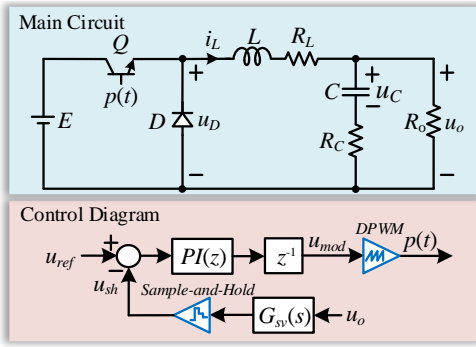 Main Circuit
Q
i_L
L
R_L
p(t)
E
D
u_D
C
u_C
R_C
R_o
u_o
Control Diagram
DPWM
u_ref
PI(z)
z^-1
u_mod
p(t)
u_sh
Sample-and-Hold
G_sv(s)
u_o